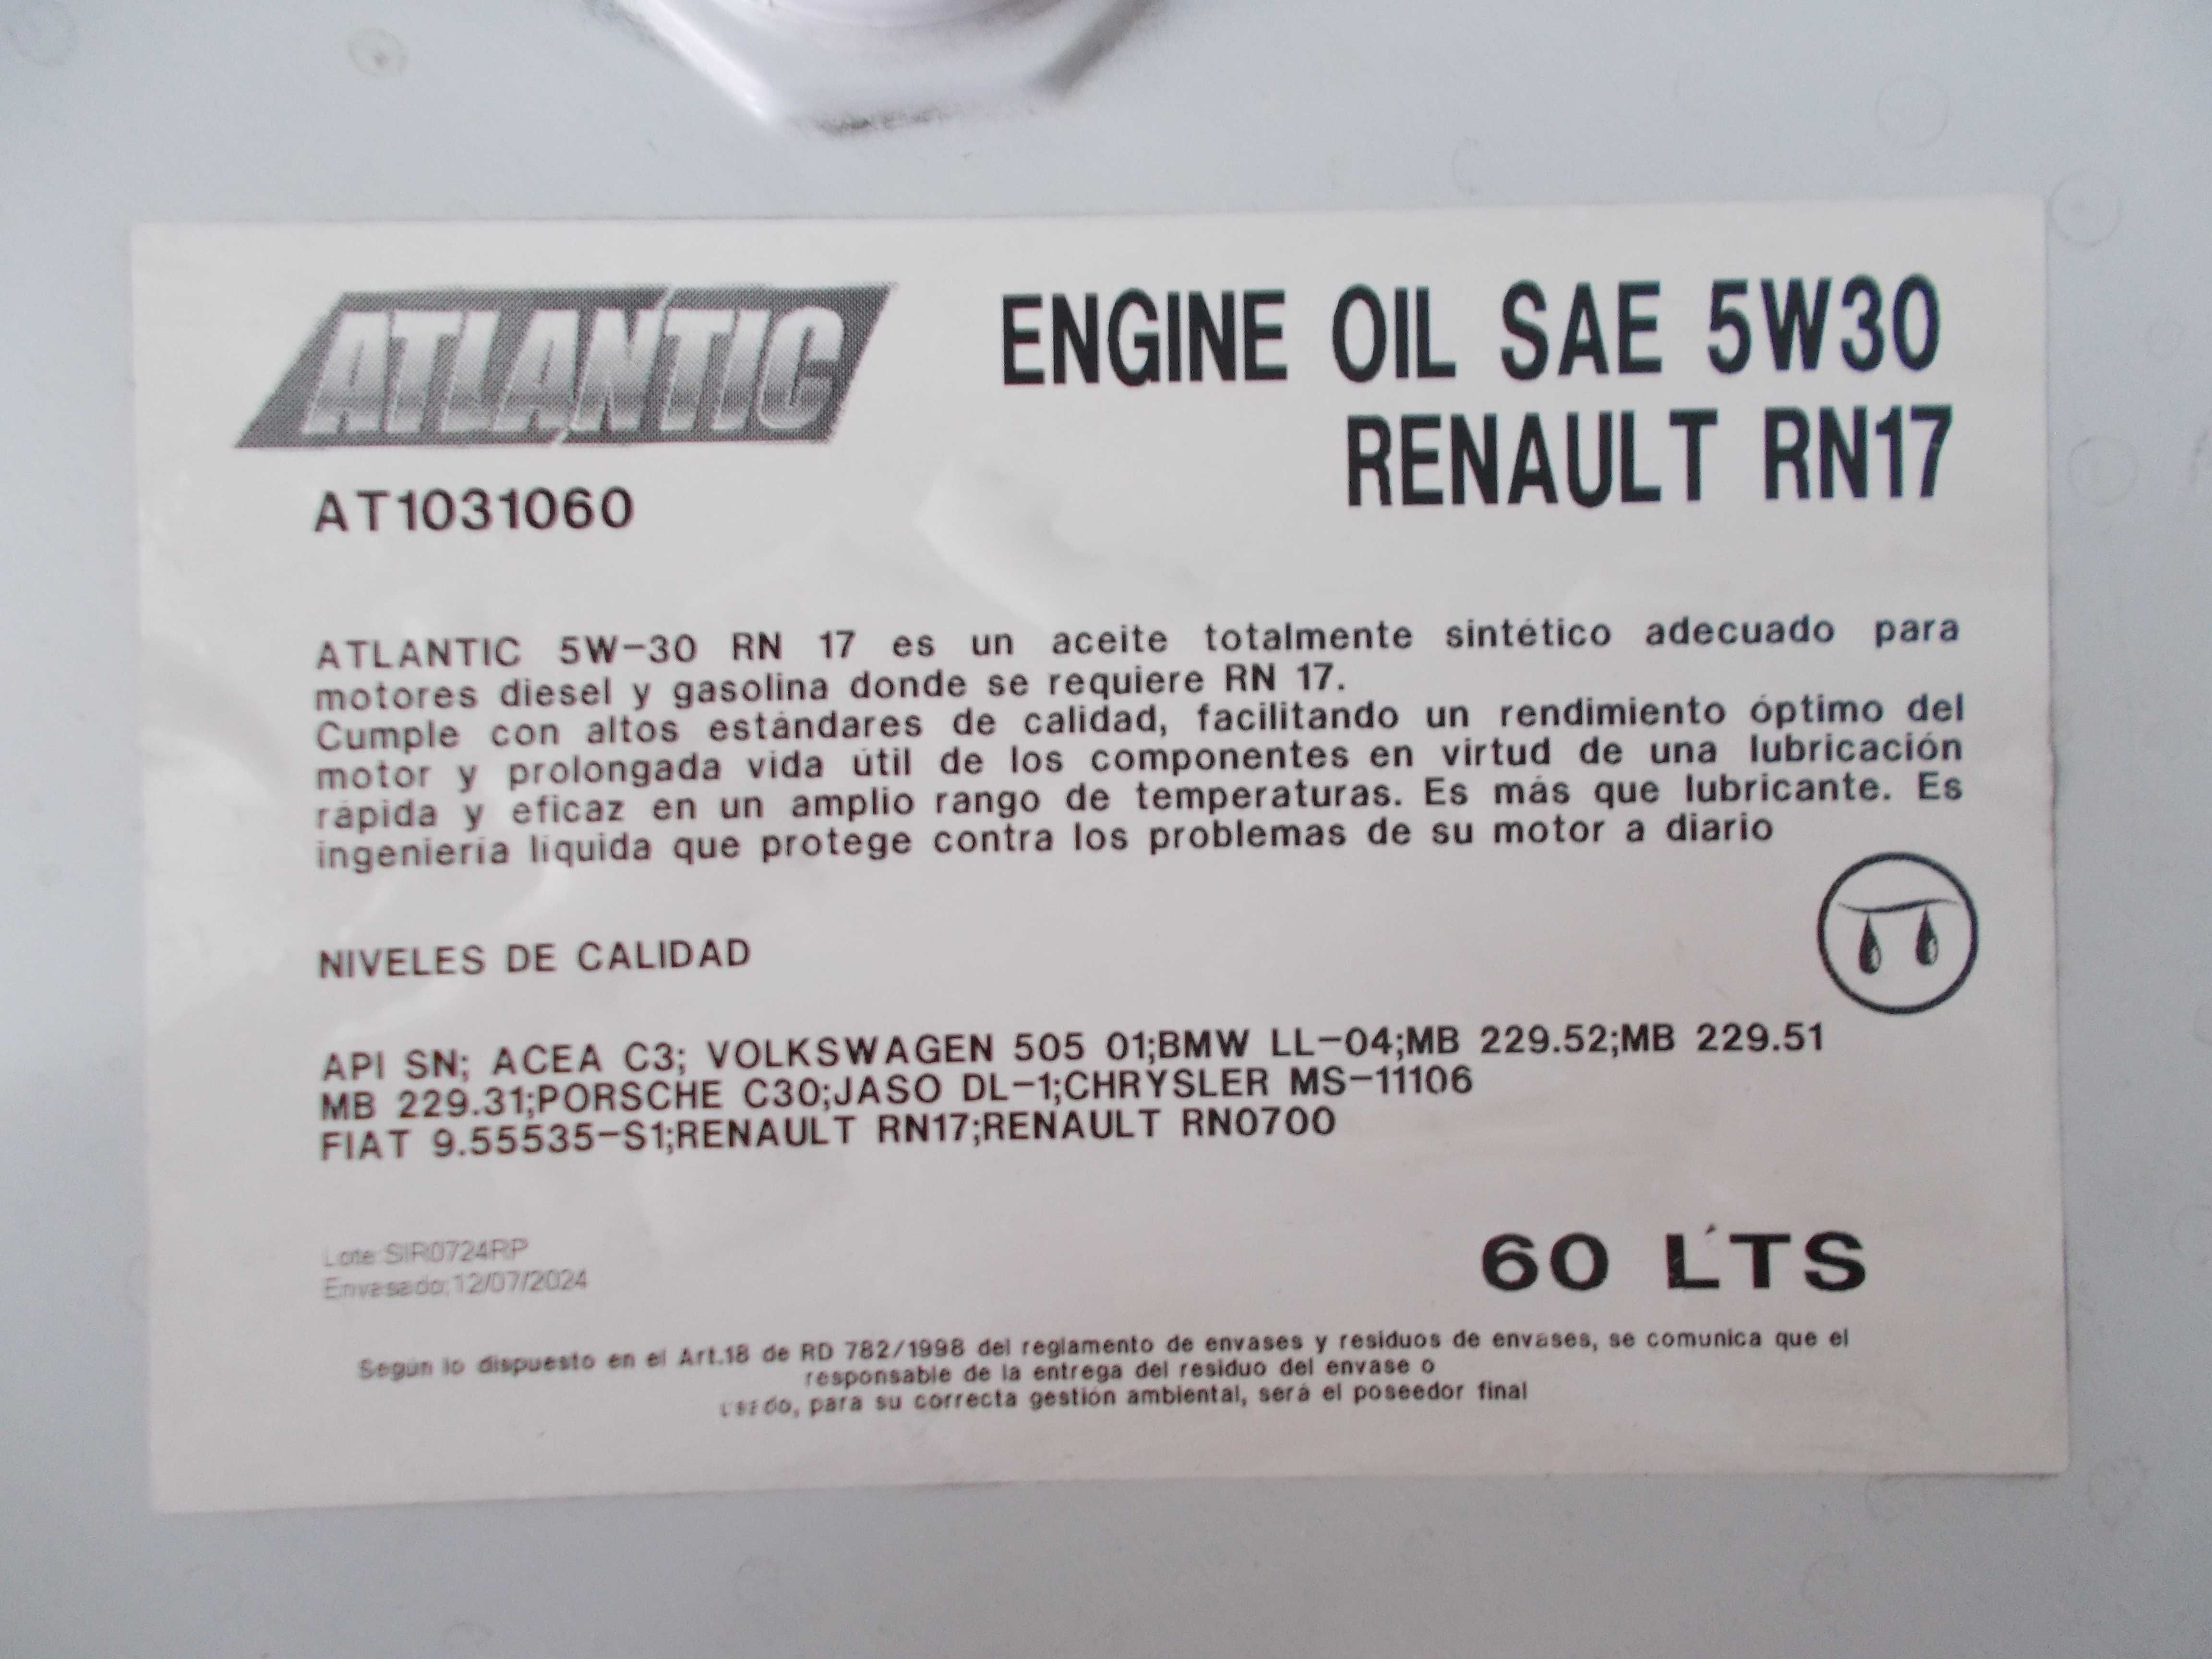 ATLANTIC
ENGINE OIL SAE 5W30
RENAULT RN17
AT1031060
ATLANTIC 5W-30 RN 17 es un aceite totalmente sintético adecuado para
motores diesel y gasolina donde se requiere RN 17.
Cumple con altos estándares de calidad, facilitando un rendimiento óptimo del
motor y prolongada vida útil de los componentes en virtud de una lubricación
rápida y eficaz en un amplio rango de temperaturas. Es más que lubricante. Es
ingeniería líquida que protege contra los problemas de su motor a diario
NIVELES DE CALIDAD
API SN; ACEA C3; VOLKSWAGEN 505 01;BMW LL-04;MB 229.52;MB 229.51
MB 229.31;PORSCHE C30;JASO DL-1;CHRYSLER MS-11106
FIAT 9.55535-S1;RENAULT RN17;RENAULT RN0700
Lote:SIR0724RP
Envasado:12/07/2024
60 LTS
Según lo dispuesto en el Art.18 de RD 782/1998 del reglamento de envases y residuos de envases, se comunica que el
responsable de la entrega del residuo del envase o
usado, para su correcta gestión ambiental, será el poseedor final